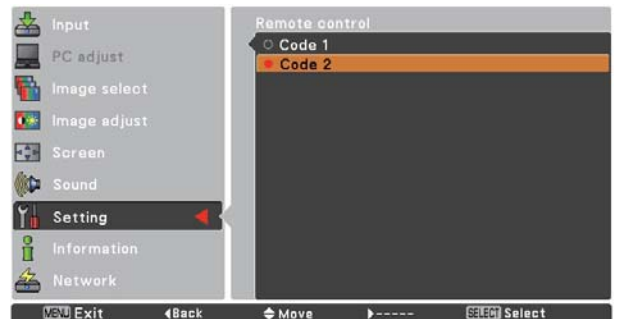 Input
PC adjust
Image select
Image adjust
Screen
Sound
Setting
Information
Network
Remote control
Code 1
Code 2
MENU Exit ◀Back Move ▶----- SELECT Select